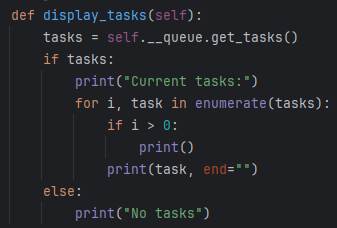 def display_tasks(self):
    tasks = self.__queue.get_tasks()
    if tasks:
        print("Current tasks:")
        for i, task in enumerate(tasks):
            if i > 0:
                print()
            print(task, end="")
    else:
        print("No tasks")